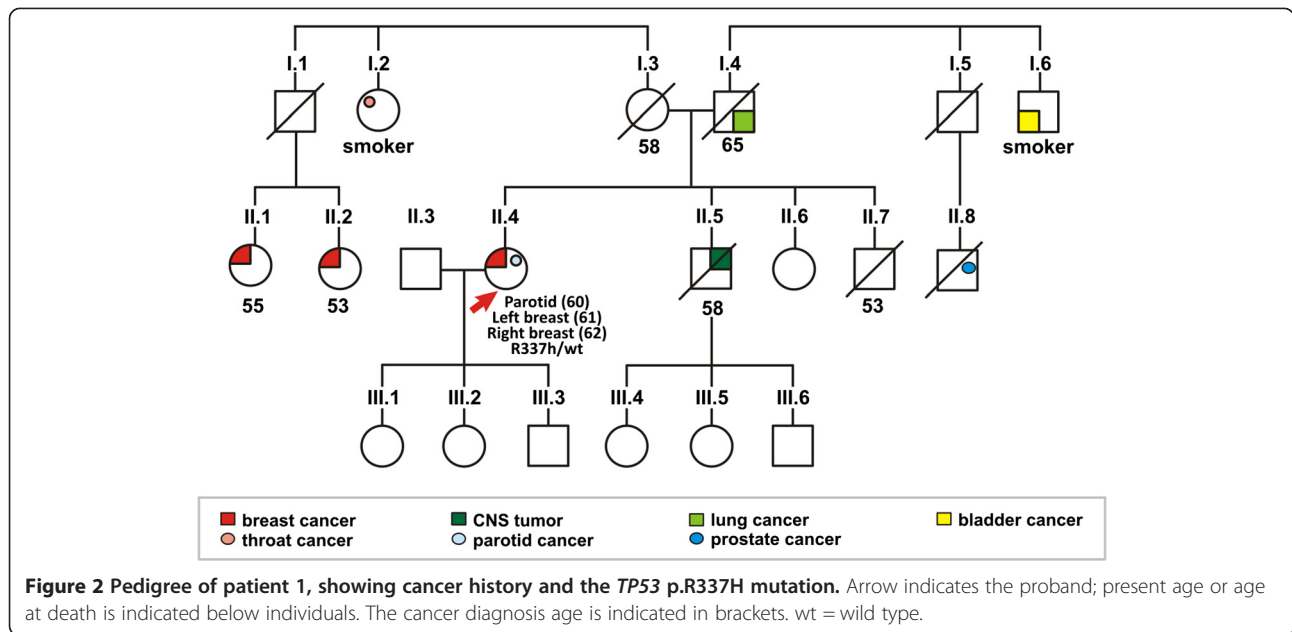 I.1 I.2 I.3 I.4 I.5 I.6
smoker 58 65 smoker
II.1 II.2 II.3 II.4 II.5 II.6 II.7 II.8
55 53 58 53
Parotid (60)
Left breast (61)
Right breast (62)
R337h/wt
III.1 III.2 III.3 III.4 III.5 III.6
breast cancer CNS tumor lung cancer bladder cancer
throat cancer parotid cancer prostate cancer
Figure 2 Pedigree of patient 1, showing cancer history and the TP53 p.R337H mutation. Arrow indicates the proband; present age or age
at death is indicated below individuals. The cancer diagnosis age is indicated in brackets. wt = wild type.